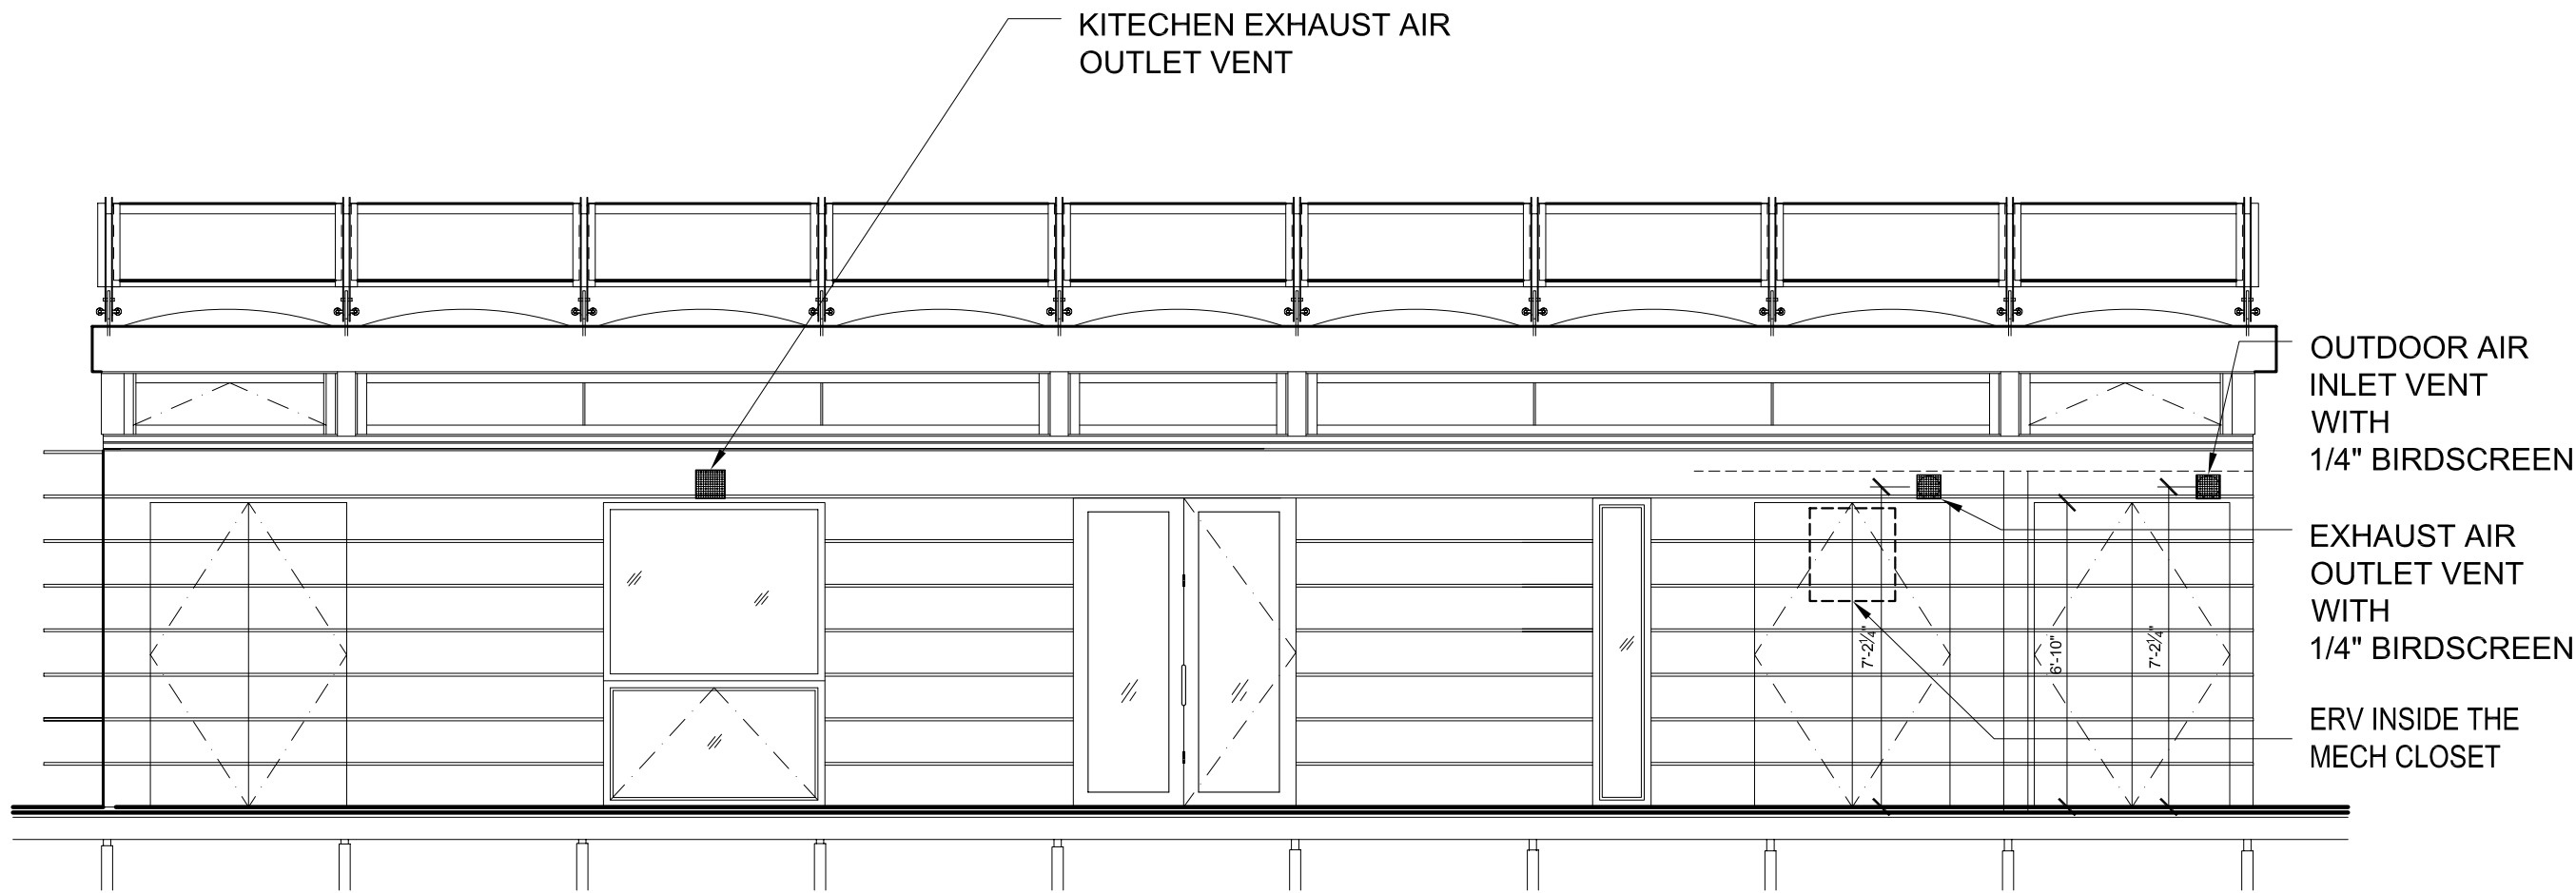 KITECHEN EXHAUST AIR
OUTLET VENT
OUTDOOR AIR
INLET VENT
WITH
1/4" BIRDSCREEN
EXHAUST AIR
OUTLET VENT
WITH
1/4" BIRDSCREEN
ERV INSIDE THE
MECH CLOSET
7'-2¼"
6'-10"
7'-2¼"